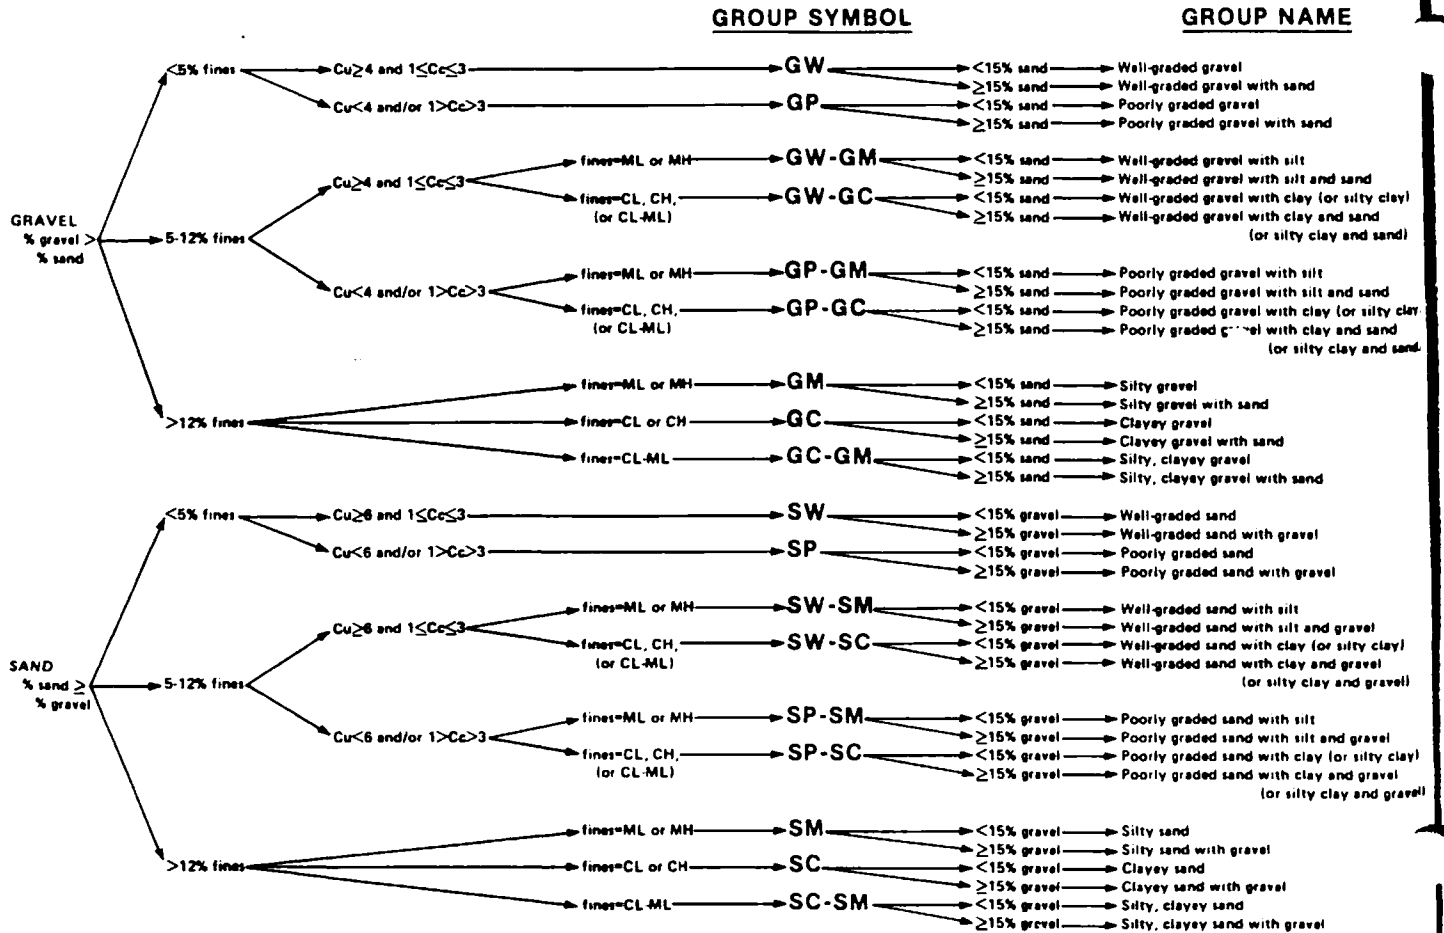 GROUP SYMBOL GROUP NAME
<5% fines Cu≥4 and 1≤Cc≤3 GW <15% sand Well-graded gravel
≥15% sand Well-graded gravel with sand
Cu<4 and/or 1>Cc>3 GP <15% sand Poorly graded gravel
≥15% sand Poorly graded gravel with sand
fines=ML or MH GW-GM <15% sand Well-graded gravel with silt
Cu≥4 and 1≤Cc≤3 ≥15% sand Well-graded gravel with silt and sand
fines=CL, CH, GW-GC <15% sand Well-graded gravel with clay (or silty clay)
(or CL-ML) ≥15% sand Well-graded gravel with clay and sand
GRAVEL
(or silty clay and sand)
% gravel > 5-12% fines
% sand
fines=ML or MH GP-GM <15% sand Poorly graded gravel with silt
Cu<4 and/or 1>Cc>3 ≥15% sand Poorly graded gravel with silt and sand
fines=CL, CH, GP-GC <15% sand Poorly graded gravel with clay (or silty clay
(or CL-ML) ≥15% sand Poorly graded gravel with clay and sand
(or silty clay and sand
fines=ML or MH GM <15% sand Silty gravel
≥15% sand Silty gravel with sand
>12% fines fines=CL or CH GC <15% sand Clayey gravel
≥15% sand Clayey gravel with sand
fines=CL-ML GC-GM <15% sand Silty, clayey gravel
≥15% sand Silty, clayey gravel with sand
<5% fines Cu≥6 and 1≤Cc≤3 SW <15% gravel Well-graded sand
≥15% gravel Well-graded sand with gravel
Cu<6 and/or 1>Cc>3 SP <15% gravel Poorly graded sand
≥15% gravel Poorly graded sand with gravel
fines=ML or MH SW-SM <15% gravel Well-graded sand with silt
Cu≥6 and 1≤Cc≤3 ≥15% gravel Well-graded sand with silt and gravel
fines=CL, CH, SW-SC <15% gravel Well-graded sand with clay (or silty clay)
(or CL-ML) ≥15% gravel Well-graded sand with clay and gravel
SAND
(or silty clay and gravel)
% sand ≥ 5-12% fines
% gravel
fines=ML or MH SP-SM <15% gravel Poorly graded sand with silt
Cu<6 and/or 1>Cc>3 ≥15% gravel Poorly graded sand with silt and gravel
fines=CL, CH, SP-SC <15% gravel Poorly graded sand with clay (or silty clay)
(or CL-ML) ≥15% gravel Poorly graded sand with clay and gravel
(or silty clay and gravel)
fines=ML or MH SM <15% gravel Silty sand
≥15% gravel Silty sand with gravel
>12% fines fines=CL or CH SC <15% gravel Clayey sand
≥15% gravel Clayey sand with gravel
fines=CL-ML SC-SM <15% gravel Silty, clayey sand
≥15% gravel Silty, clayey sand with gravel